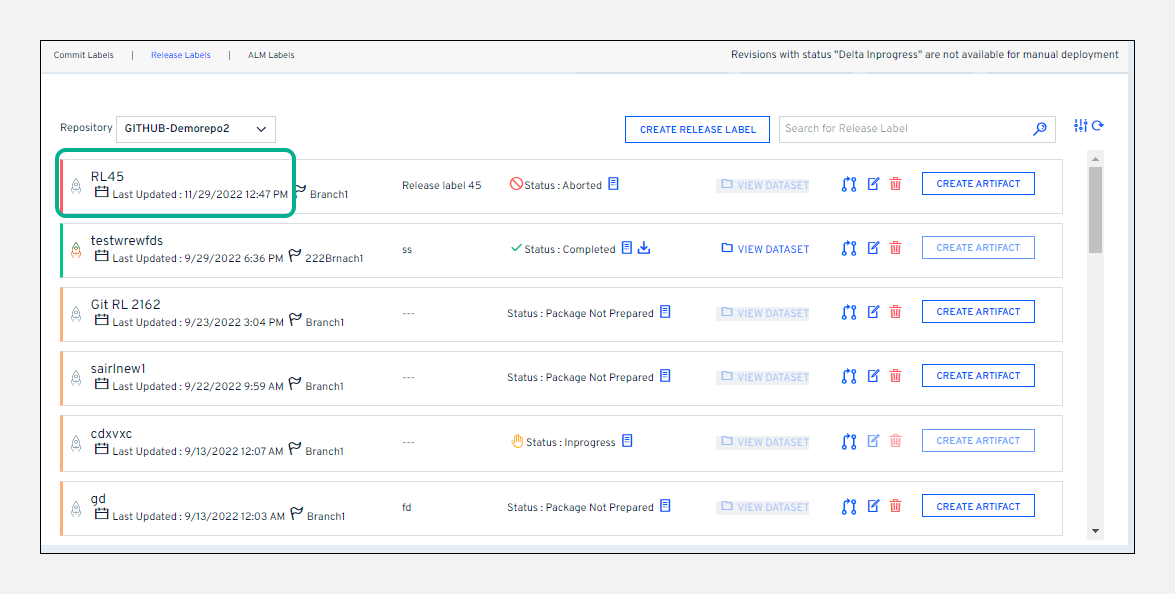 Commit Labels | Release Labels | ALM Labels Revisions with status "Delta Inprogress" are not available for manual deployment
Repository GITHUB-Demorepo2 CREATE RELEASE LABEL Search for Release Label
RL45
Last Updated : 11/29/2022 12:47 PM Branch1 Release label 45 Status : Aborted VIEW DATASET CREATE ARTIFACT
testwrewfds
Last Updated : 9/29/2022 6:36 PM 222Brnach1 ss Status : Completed VIEW DATASET CREATE ARTIFACT
Git RL 2162
Last Updated : 9/23/2022 3:04 PM Branch1 --- Status : Package Not Prepared VIEW DATASET CREATE ARTIFACT
sairlnew1
Last Updated : 9/22/2022 9:59 AM Branch1 --- Status : Package Not Prepared VIEW DATASET CREATE ARTIFACT
cdxvxc
Last Updated : 9/13/2022 12:07 AM Branch1 --- Status : Inprogress VIEW DATASET CREATE ARTIFACT
gd
Last Updated : 9/13/2022 12:03 AM Branch1 fd Status : Package Not Prepared VIEW DATASET CREATE ARTIFACT